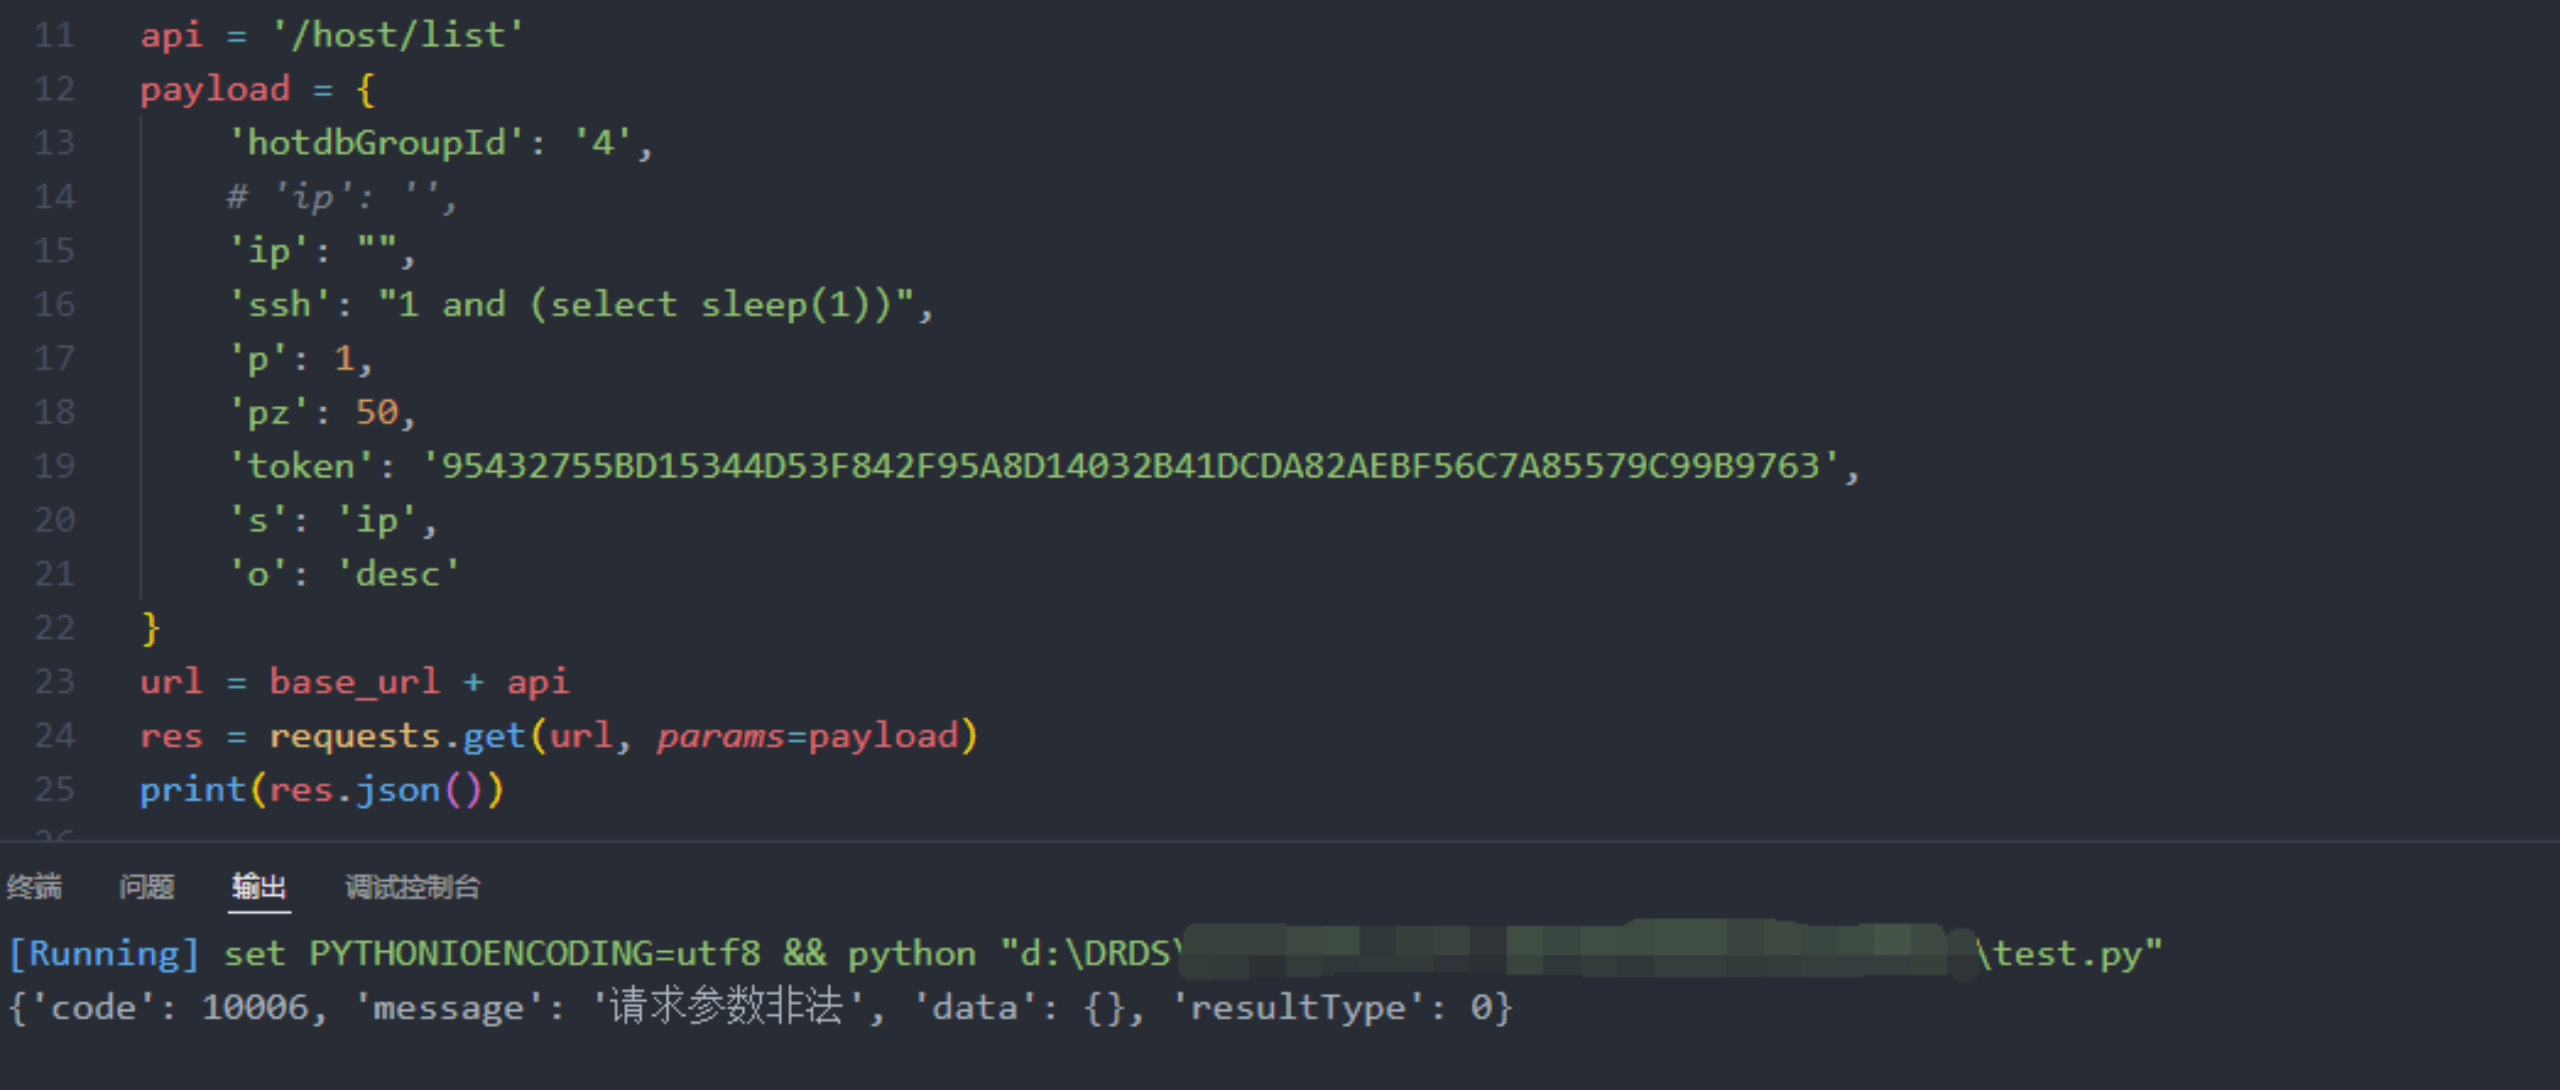 11 api = '/host/list'
12 payload = {
13 'hotdbGroupId': '4',
14 # 'ip': '',
15 'ip': "",
16 'ssh': "1 and (select sleep(1))",
17 'p': 1,
18 'pz': 50,
19 'token': '95432755BD15344D53F842F95A8D14032B41DCDA82AEBF56C7A85579C99B9763',
20 's': 'ip',
21 'o': 'desc'
22 }
23 url = base_url + api
24 res = requests.get(url, params=payload)
25 print(res.json())
26
终端 问题 输出 调试控制台
[Running] set PYTHONIOENCODING=utf8 && python "d:\DRDS\ \test.py"
{'code': 10006, 'message': '请求参数非法', 'data': {}, 'resultType': 0}